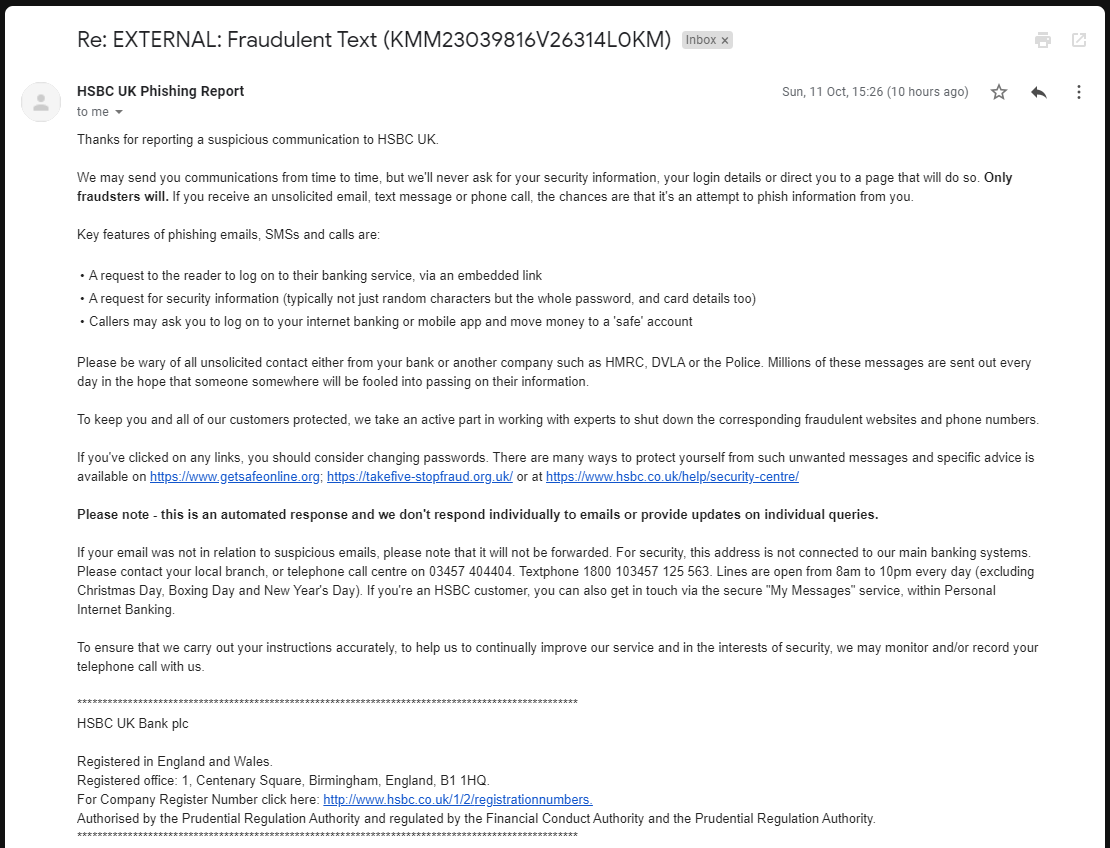 Re: EXTERNAL: Fraudulent Text (KMM23039816V26314L0KM) Inbox ×
HSBC UK Phishing Report
Sun, 11 Oct, 15:26 (10 hours ago)
to me
Thanks for reporting a suspicious communication to HSBC UK.
We may send you communications from time to time, but we'll never ask for your security information, your login details or direct you to a page that will do so. Only
fraudsters will. If you receive an unsolicited email, text message or phone call, the chances are that it's an attempt to phish information from you.
Key features of phishing emails, SMSs and calls are:
• A request to the reader to log on to their banking service, via an embedded link
• A request for security information (typically not just random characters but the whole password, and card details too)
• Callers may ask you to log on to your internet banking or mobile app and move money to a 'safe' account
Please be wary of all unsolicited contact either from your bank or another company such as HMRC, DVLA or the Police. Millions of these messages are sent out every
day in the hope that someone somewhere will be fooled into passing on their information.
To keep you and all of our customers protected, we take an active part in working with experts to shut down the corresponding fraudulent websites and phone numbers.
If you've clicked on any links, you should consider changing passwords. There are many ways to protect yourself from such unwanted messages and specific advice is
available on https://www.getsafeonline.org; https://takefive-stopfraud.org.uk/ or at https://www.hsbc.co.uk/help/security-centre/
Please note - this is an automated response and we don't respond individually to emails or provide updates on individual queries.
If your email was not in relation to suspicious emails, please note that it will not be forwarded. For security, this address is not connected to our main banking systems.
Please contact your local branch, or telephone call centre on 03457 404404. Textphone 1800 103457 125 563. Lines are open from 8am to 10pm every day (excluding
Christmas Day, Boxing Day and New Year's Day). If you're an HSBC customer, you can also get in touch via the secure "My Messages" service, within Personal
Internet Banking.
To ensure that we carry out your instructions accurately, to help us to continually improve our service and in the interests of security, we may monitor and/or record your
telephone call with us.
****************************************************************************************************
HSBC UK Bank plc
Registered in England and Wales.
Registered office: 1, Centenary Square, Birmingham, England, B1 1HQ.
For Company Register Number click here: http://www.hsbc.co.uk/1/2/registrationnumbers.
Authorised by the Prudential Regulation Authority and regulated by the Financial Conduct Authority and the Prudential Regulation Authority.
****************************************************************************************************